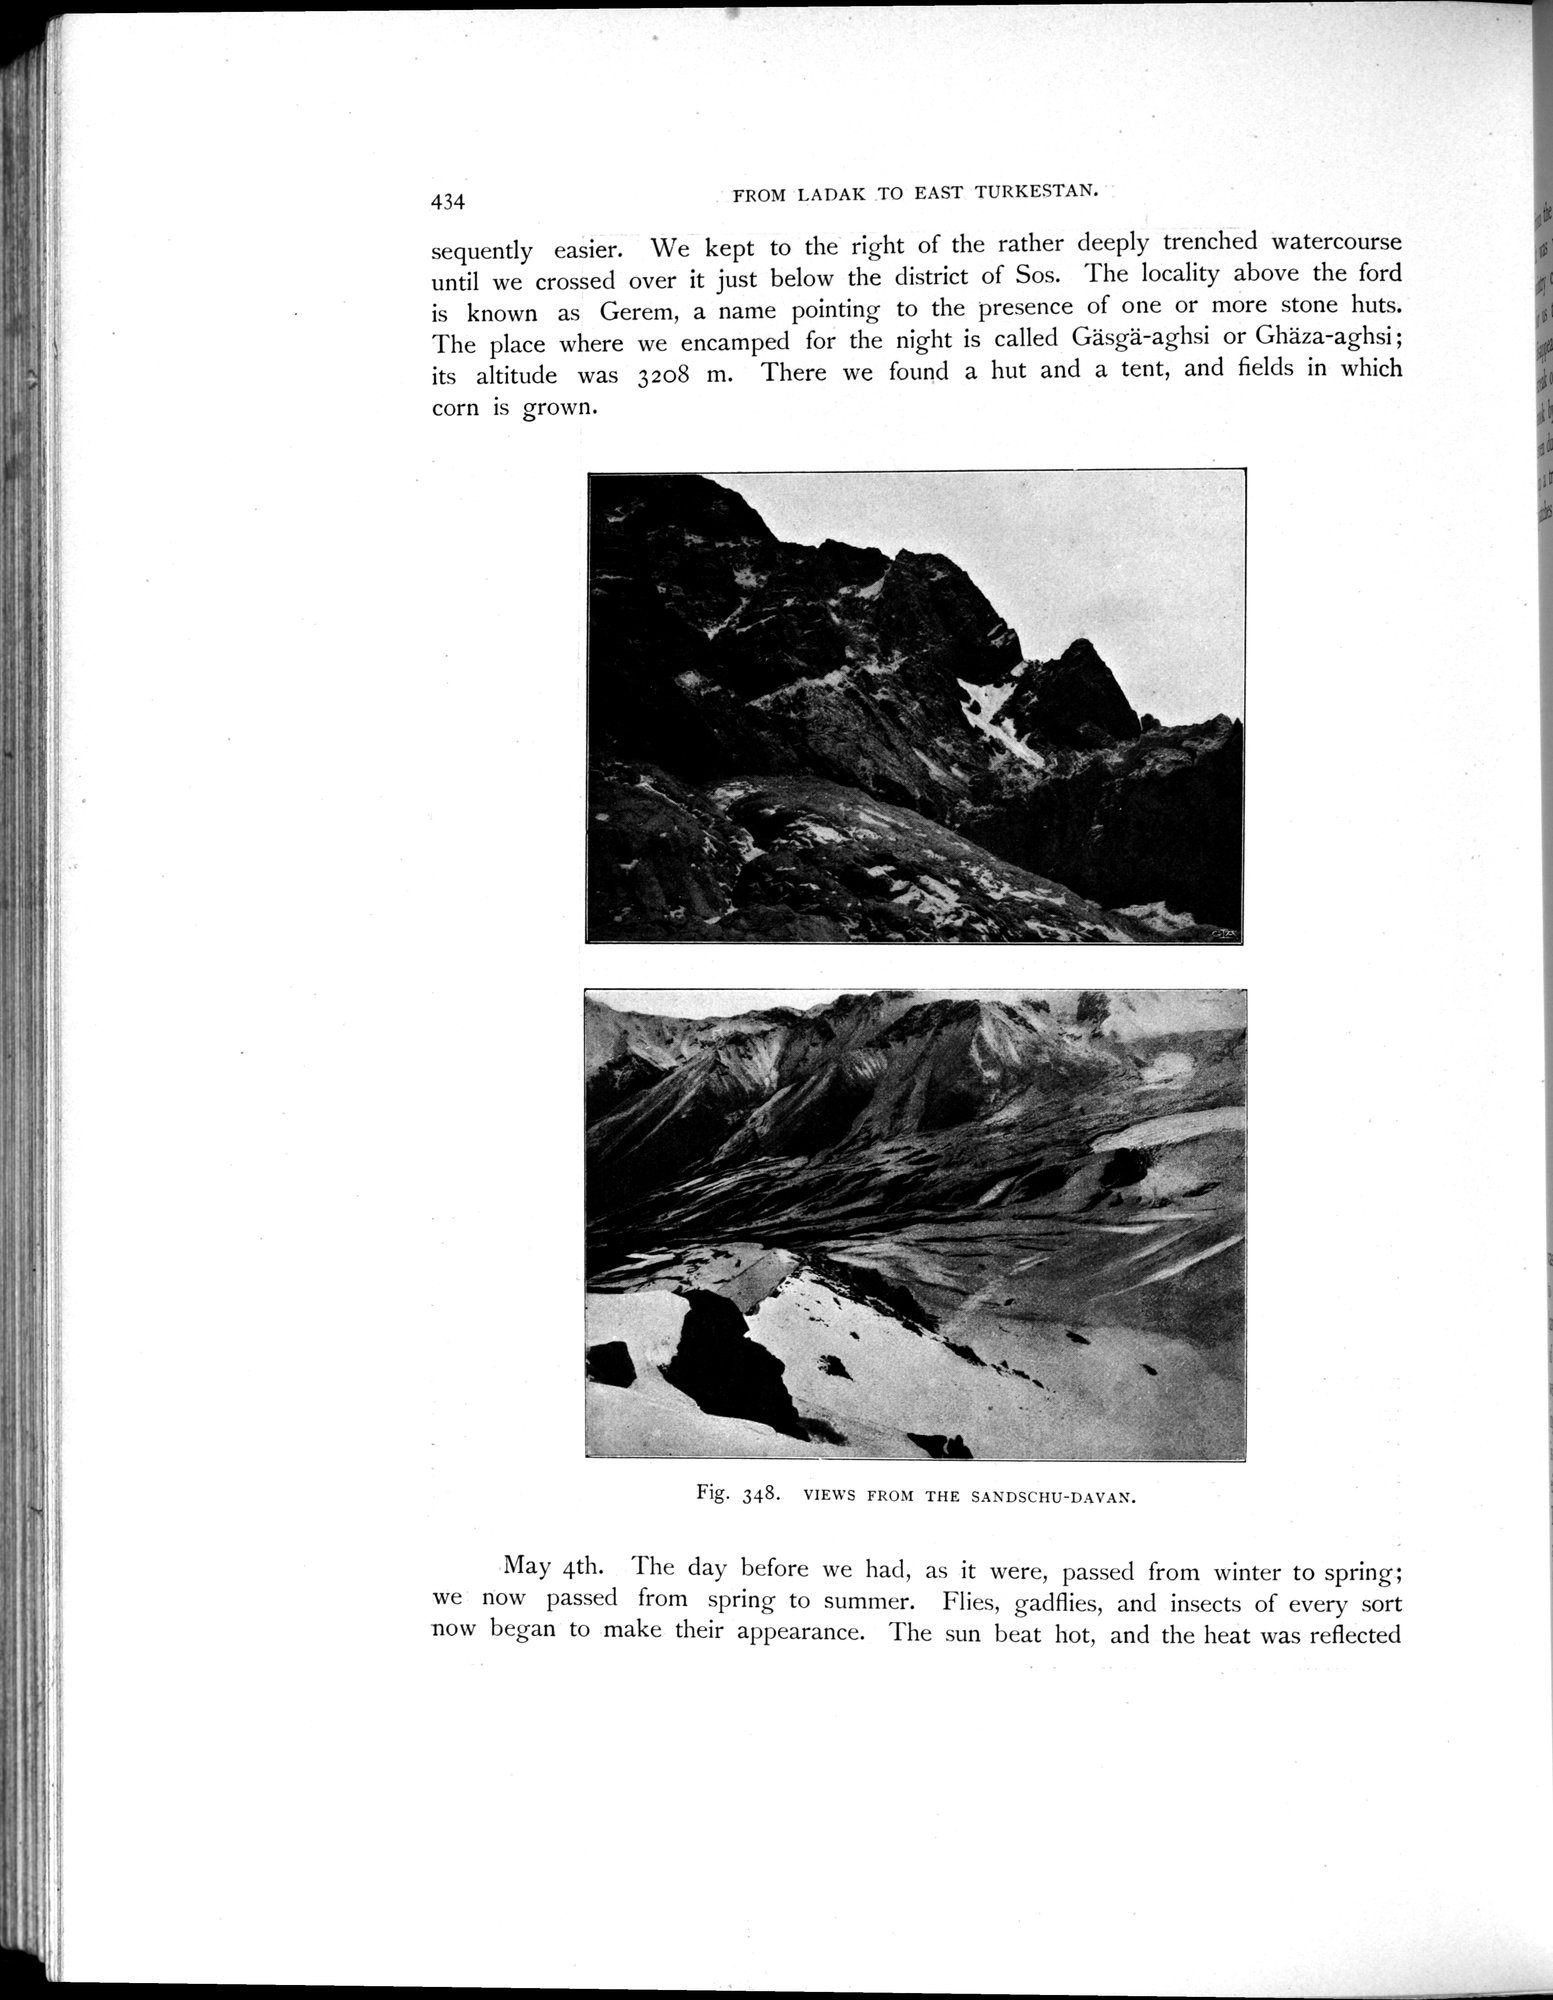 434
FROM LADAK TO EAST TURKESTAN.
sequently easier. We kept to the right of the rather deeply trenched watercourse
until we crossed over it just below the district of Sos. The locality above the ford
is known as Gerem, a name pointing to the presence of one or more stone huts.
The place where we encamped for the night is called Gäsgä-aghsi or Ghäza-aghsi;
its altitude was 3208 m. There we found a hut and a tent, and fields in which
corn is grown.
Fig. 348. VIEWS FROM THE SANDSCHU-DAVAN.
May 4th. The day before we had, as it were, passed from winter to spring;
we now passed from spring to summer. Flies, gadflies, and insects of every sort
now began to make their appearance. The sun beat hot, and the heat was reflected